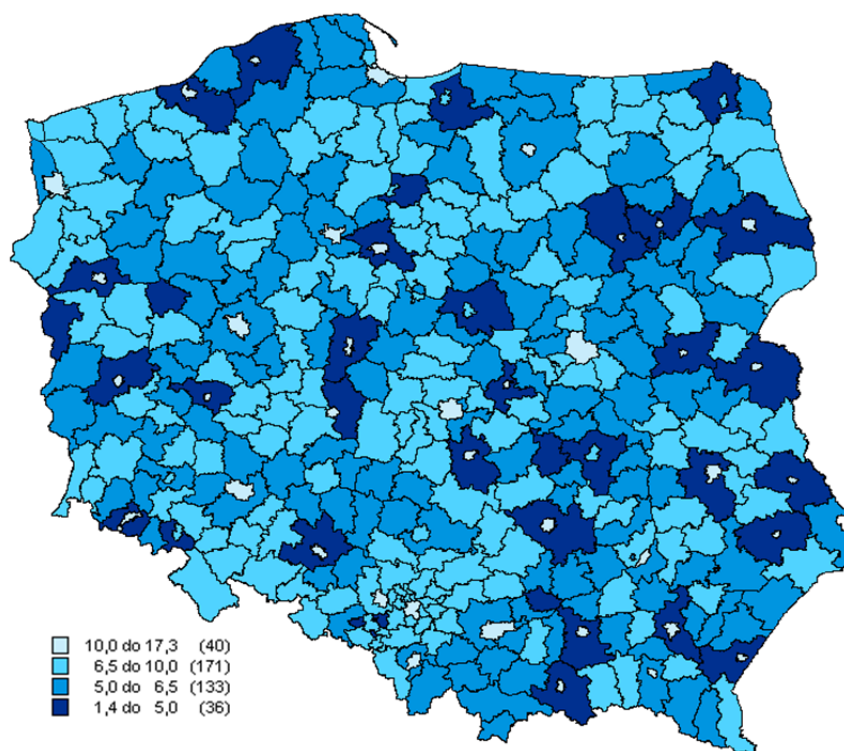 10,0 do 17,3 (40)
6,5 do 10,0 (171)
5,0 do 6,5 (133)
1,4 do 5,0 (36)